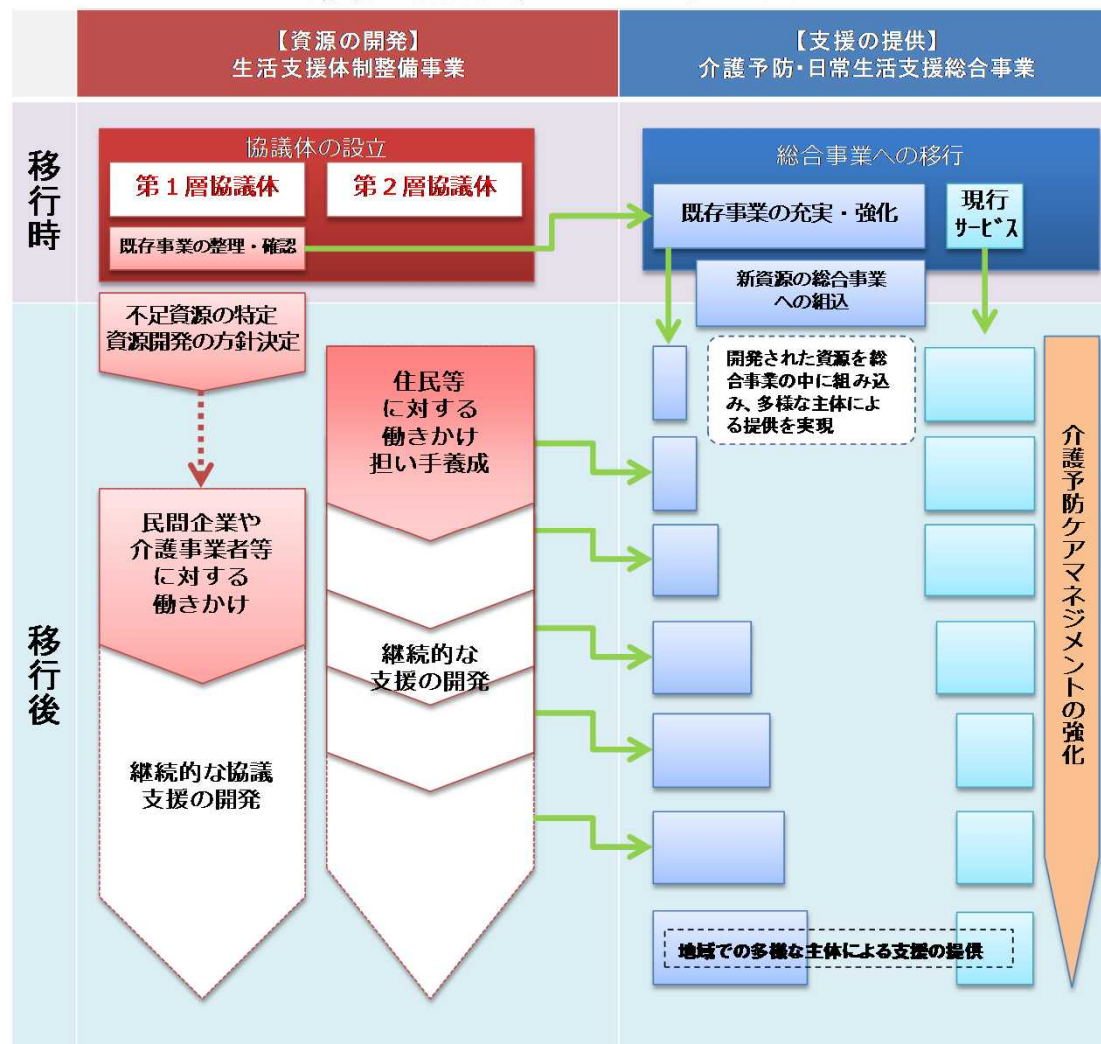 【資源の開発】
生活支援体制整備事業
【支援の提供】
介護予防・日常生活支援総合事業
移行時
協議体の設立
第1層協議体
第2層協議体
既存事業の整理・確認
総合事業への移行
既存事業の充実・強化
現行
ｻｰﾋﾞｽ
新資源の総合事業
への組込
移行後
不足資源の特定
資源開発の方針決定
住民等
に対する
働きかけ
担い手養成
開発された資源を総
合事業の中に組み込
み、多様な主体によ
る提供を実現
民間企業や
介護事業者等
に対する
働きかけ
継続的な
支援の開発
継続的な協議
支援の開発
介護予防ケアマネジメントの強化
地域での多様な主体による支援の提供